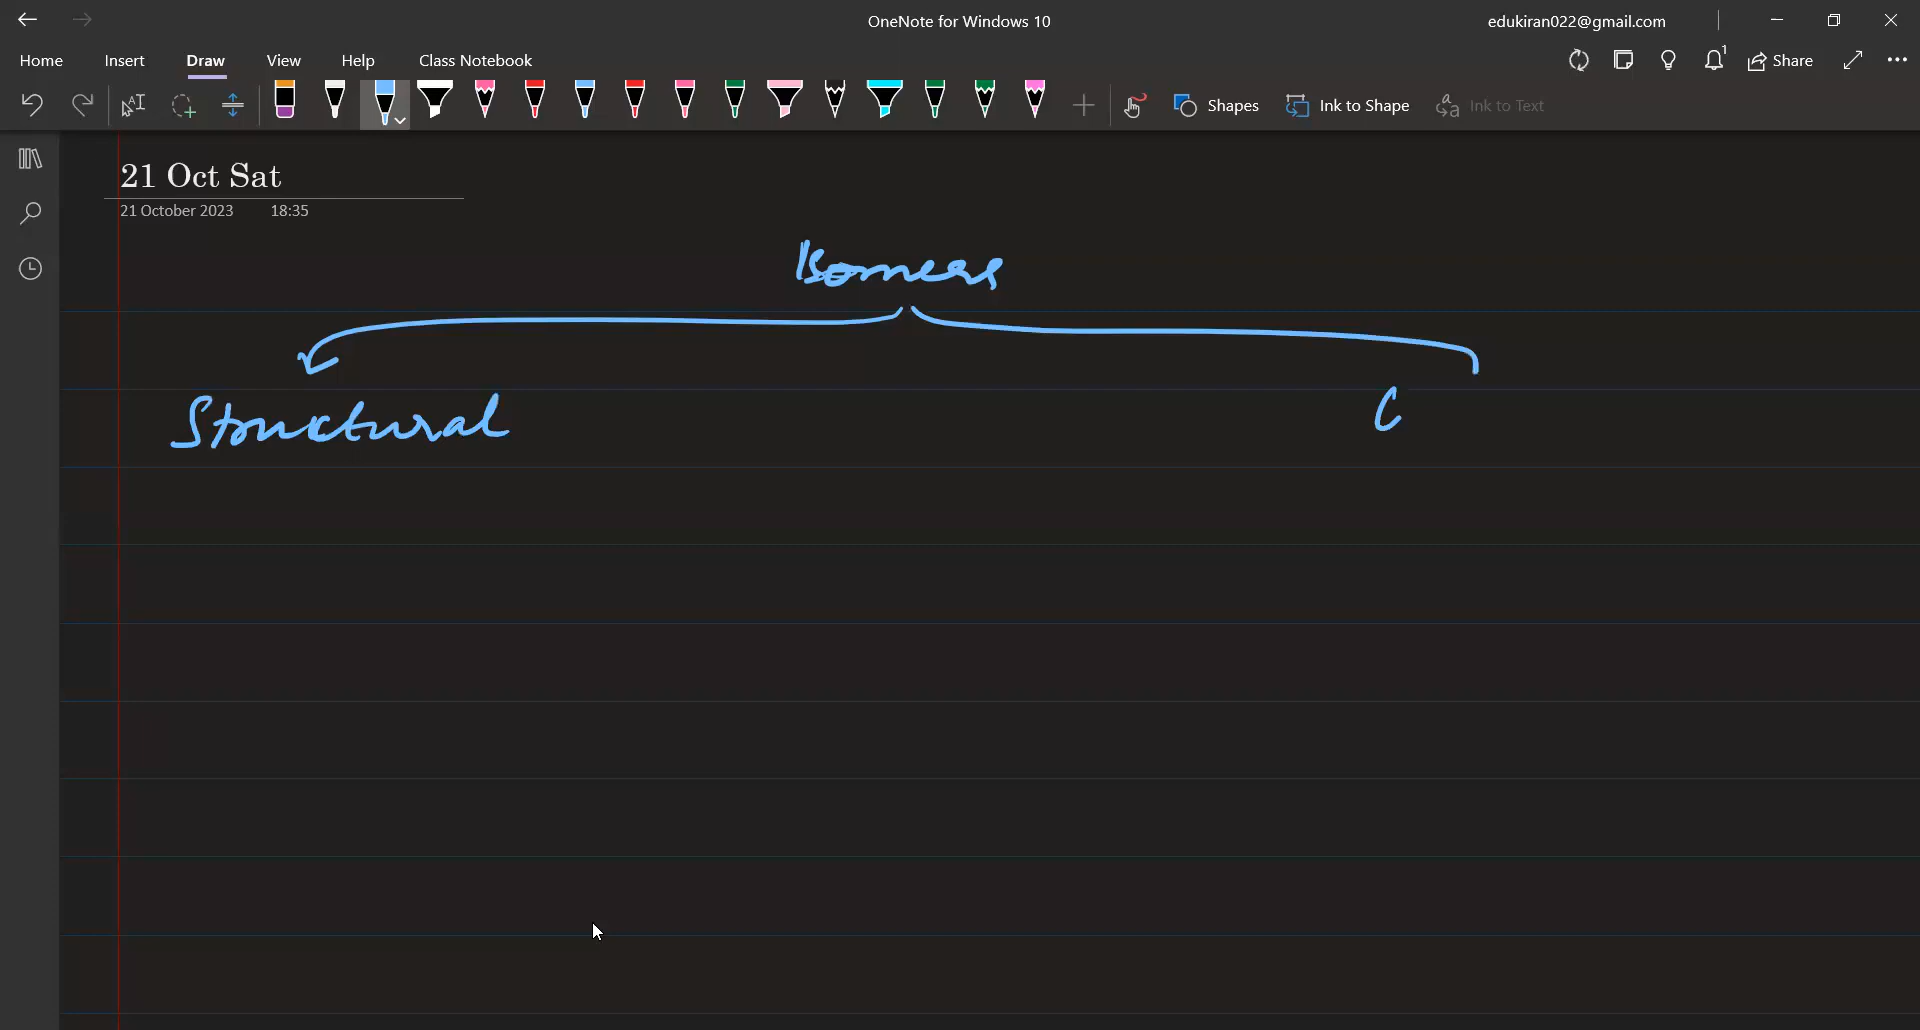 OneNote for Windows 10
edukiran022@gmail.com
Home Insert Draw View Help Class Notebook
1
Share
Shapes
Ink to Shape
Ink to Text
21 Oct Sat
21 October 2023 18:35
Isomers
Structural
C